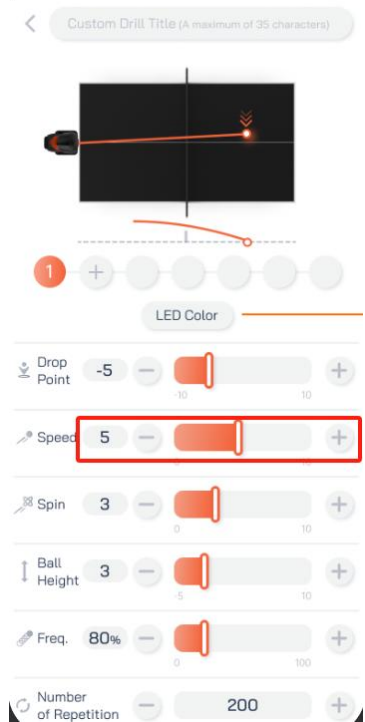 Custom Drill Title (A maximum of 35 characters)
1
LED Color
Drop
Point
-5
-10 10
Speed 5
Spin 3
0 10
Ball
Height
3
-5 10
Freq. 80%
0 100
Number
of Repetition
200